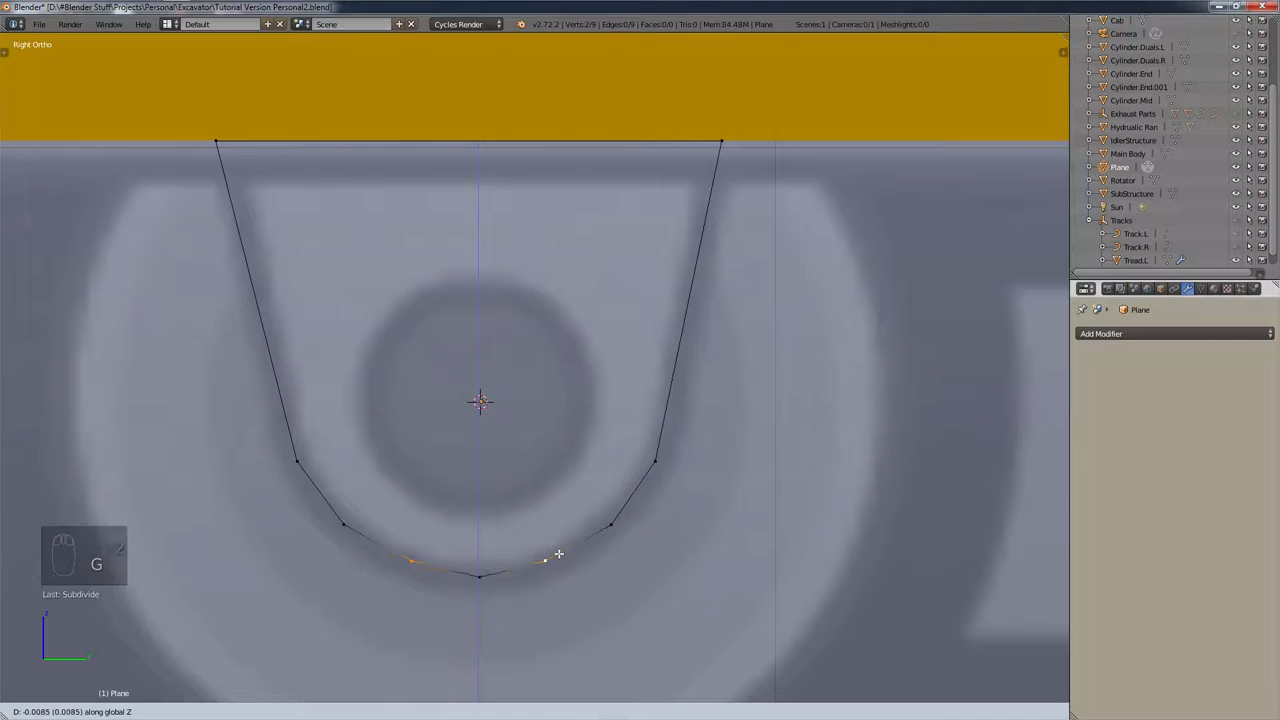 Blender* [D:\#Blender Stuff\Projects\Personal\Excavator\Tutorial Version Personal2.blend]
File Render Window Help Default Scene Cycles Render v2.72.2 | Verts:2/9 | Edges:0/9 | Faces:0/0 | Tris:0 | Mem:84.48M | Plane Scenes:1 | Cameras:0/1 | Meshlights:0/0
Right Ortho
Cab
Camera
Cylinder.Duals.L
Cylinder.Duals.R
Cylinder.End
Cylinder.End.001
Cylinder.Mid
Exhaust Parts
Hydrualic Ran
IdlerStructure
Main Body
Plane
Rotator
SubStructure
Sun
Tracks
Track.L
Track.R
Tread.L
Plane
Add Modifier
Z
G
Last: Subdivide
z
y
(1) Plane
D: -0.0085 (0.0085) along global Z